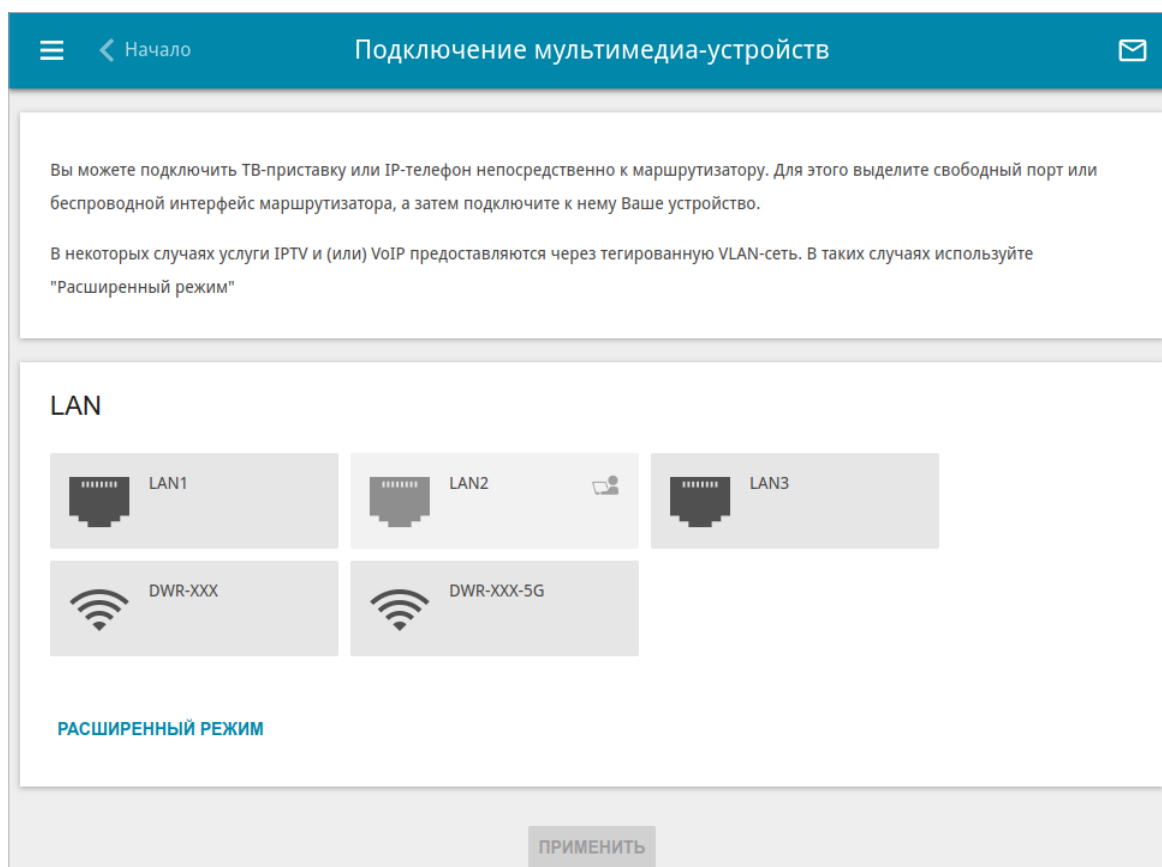 Начало
Подключение мультимедиа-устройств
Вы можете подключить ТВ-приставку или IP-телефон непосредственно к маршрутизатору. Для этого выделите свободный порт или
беспроводной интерфейс маршрутизатора, а затем подключите к нему Ваше устройство.
В некоторых случаях услуги IPTV и (или) VoIP предоставляются через тегированную VLAN-сеть. В таких случаях используйте
"Расширенный режим"
LAN
LAN1
LAN2
LAN3
DWR-XXX
DWR-XXX-5G
РАСШИРЕННЫЙ РЕЖИМ
ПРИМЕНИТЬ